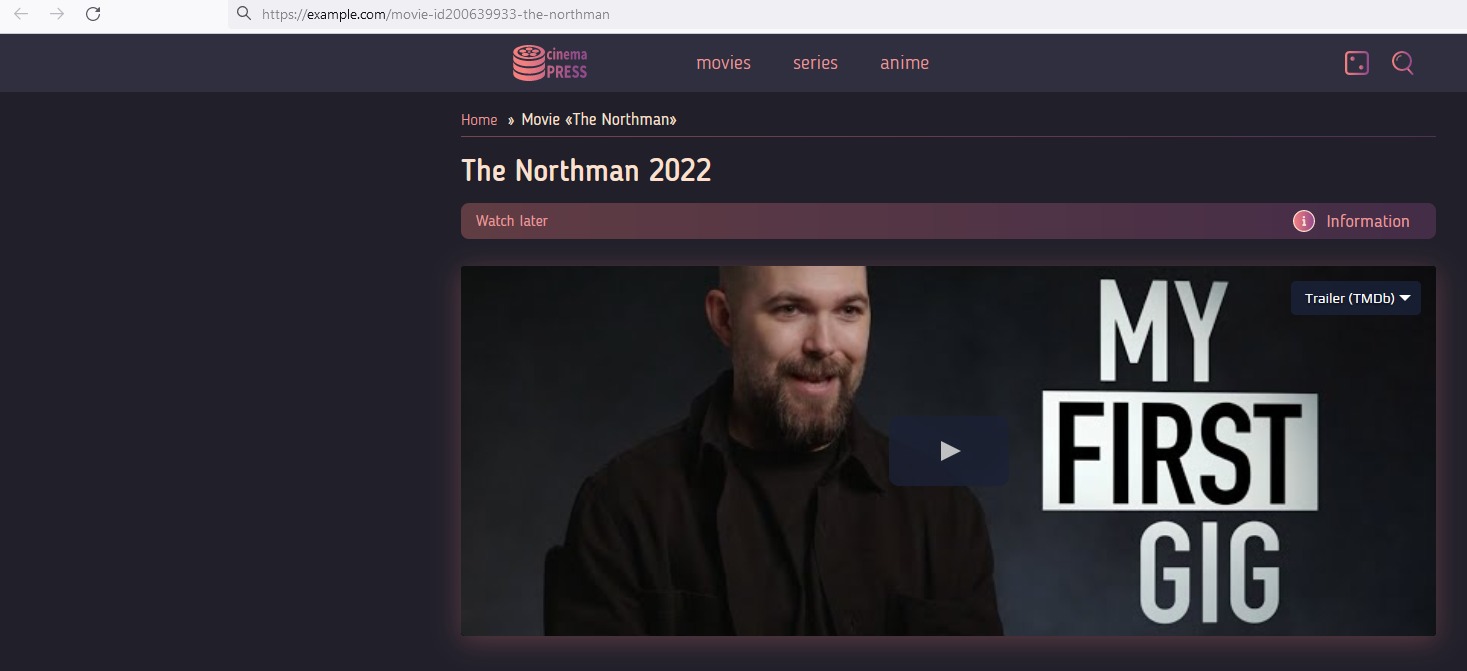 https://example.com/movie-id200639933-the-northman
cinema
PRESS
movies series anime
Home » Movie «The Northman»
The Northman 2022
Watch later
i Information
Trailer (TMDb)
MY
FIRST
GIG